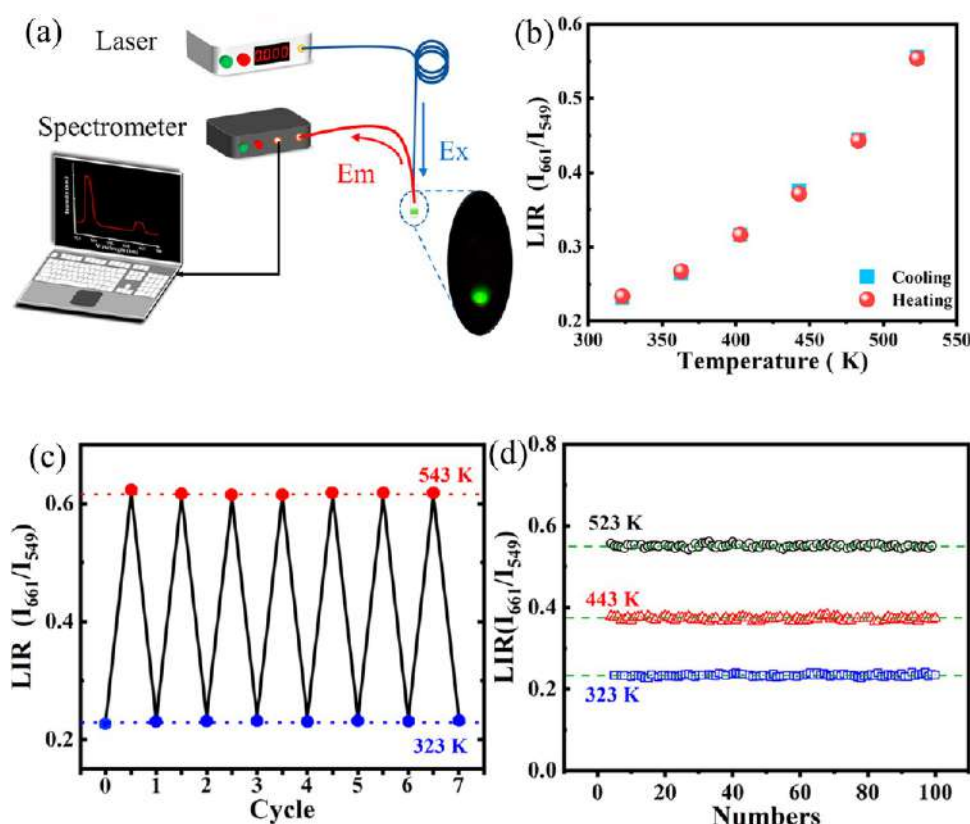 (a)
Laser
0.000
Spectrometer
Ex
Em
(b)
LIR (I661/I549)
0.6
0.5
0.4
0.3
0.2
300 350 400 450 500 550
Temperature ( K)
Cooling
Heating
(c)
LIR (I661/I549)
0.6
0.4
0.2
543 K
323 K
0 1 2 3 4 5 6 7
Cycle
(d)
LIR(I661/I549)
0.8
0.6
0.4
0.2
0.0
523 K
443 K
323 K
0 20 40 60 80 100
Numbers